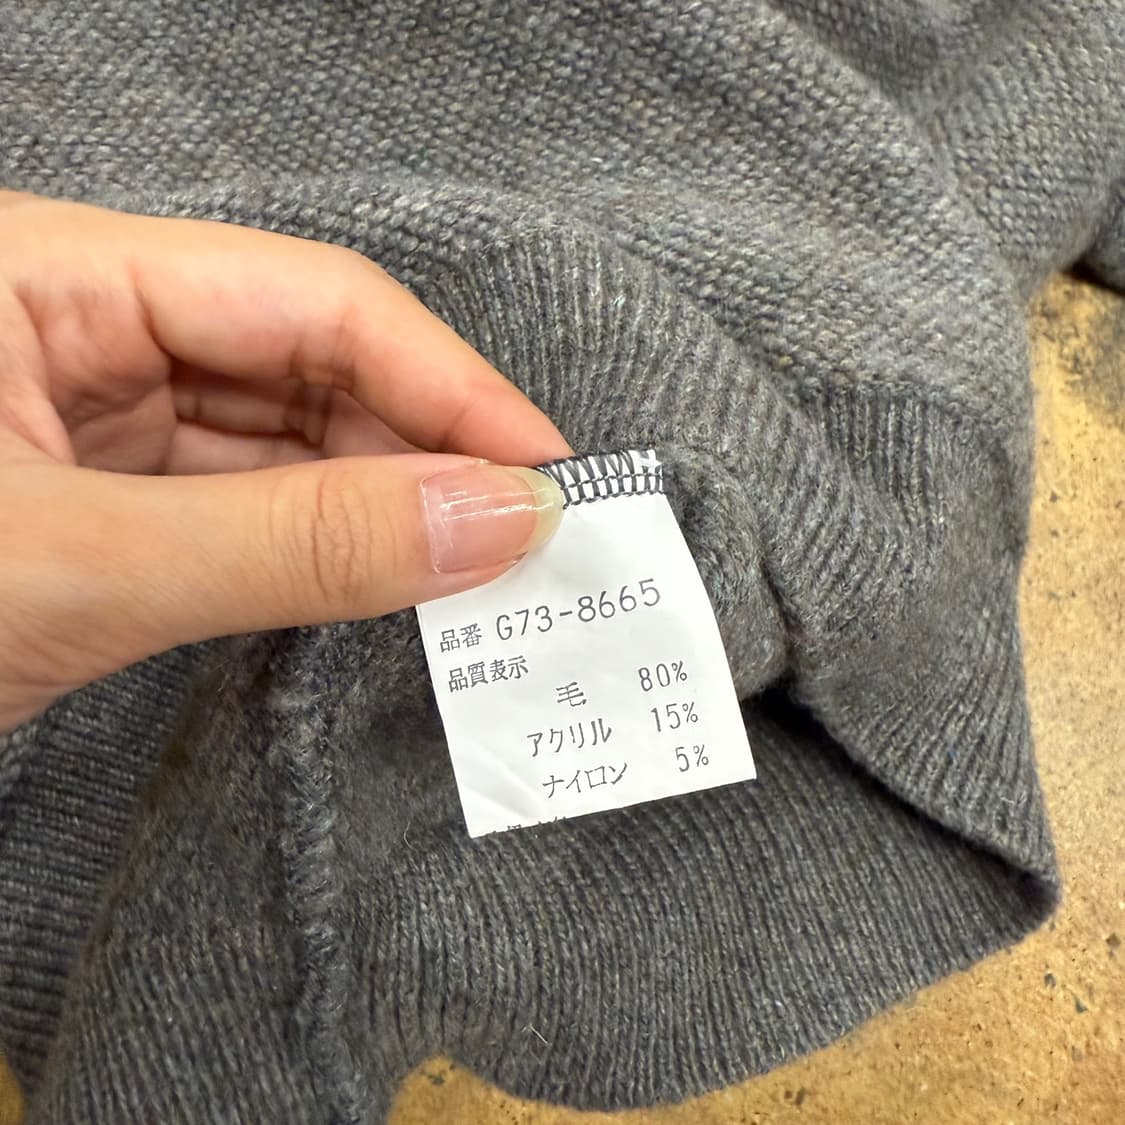 品番 G73-8665
品質表示
毛 80%
アクリル 15%
ナイロン 5%